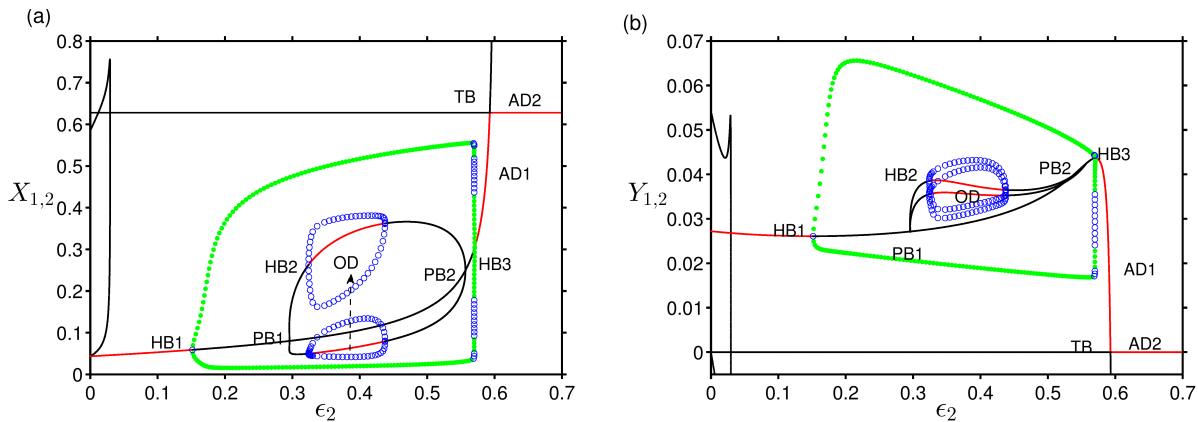 (a)
0.8
0.7
0.6
0.5
0.4
0.3
0.2
0.1
0
X1,2
TB
AD2
AD1
HB2
OD
PB2
HB3
HB1
PB1
0 0.1 0.2 0.3 0.4 0.5 0.6 0.7
ϵ2
(b)
0.07
0.06
0.05
0.04
0.03
0.02
0.01
0
Y1,2
HB2
PB2
HB3
OD
HB1
PB1
AD1
TB
AD2
0 0.1 0.2 0.3 0.4 0.5 0.6 0.7
ϵ2